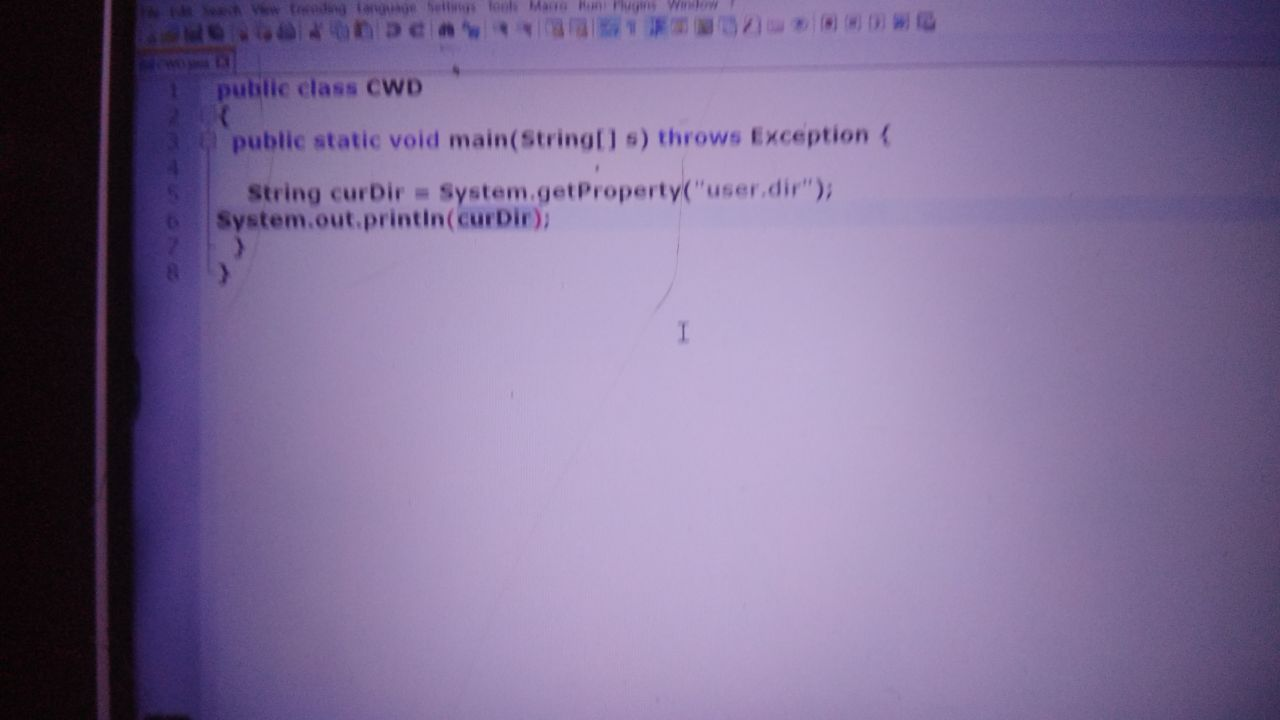 File Edit Search View Encoding Language Settings Tools Macro Run Plugins Window ?
CWD.java
1 public class CWD
2 {
3 public static void main(String[] s) throws Exception {
4
5 String curDir = System.getProperty("user.dir");
6 System.out.println(curDir);
7 }
8 }